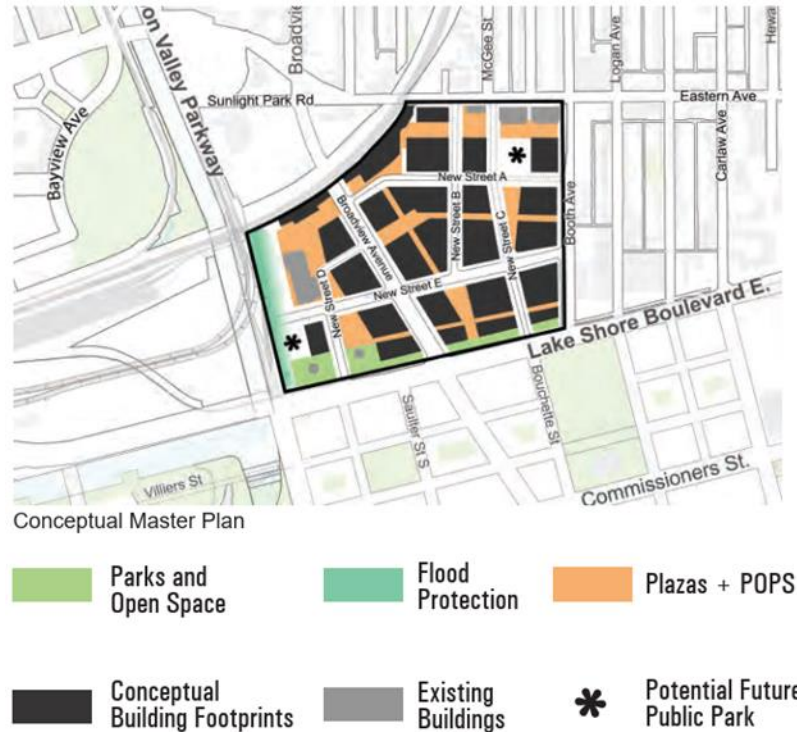 on Valley Parkway
Broadvi
McGee St
Logan Ave
Hewa
Bayview Ave
Sunlight Park Rd
Eastern Ave
Carlaw Ave
New Street A
Broadview Avenue
New Street B
New Street C
Booth Ave
New Street D
New Street E
Lake Shore Boulevard E.
Saulter St S
Bouchette St
Villiers St
Commissioners St.
Conceptual Master Plan
Parks and
Open Space
Flood
Protection
Plazas + POPS
Conceptual
Building Footprints
Existing
Buildings
Potential Future
Public Park